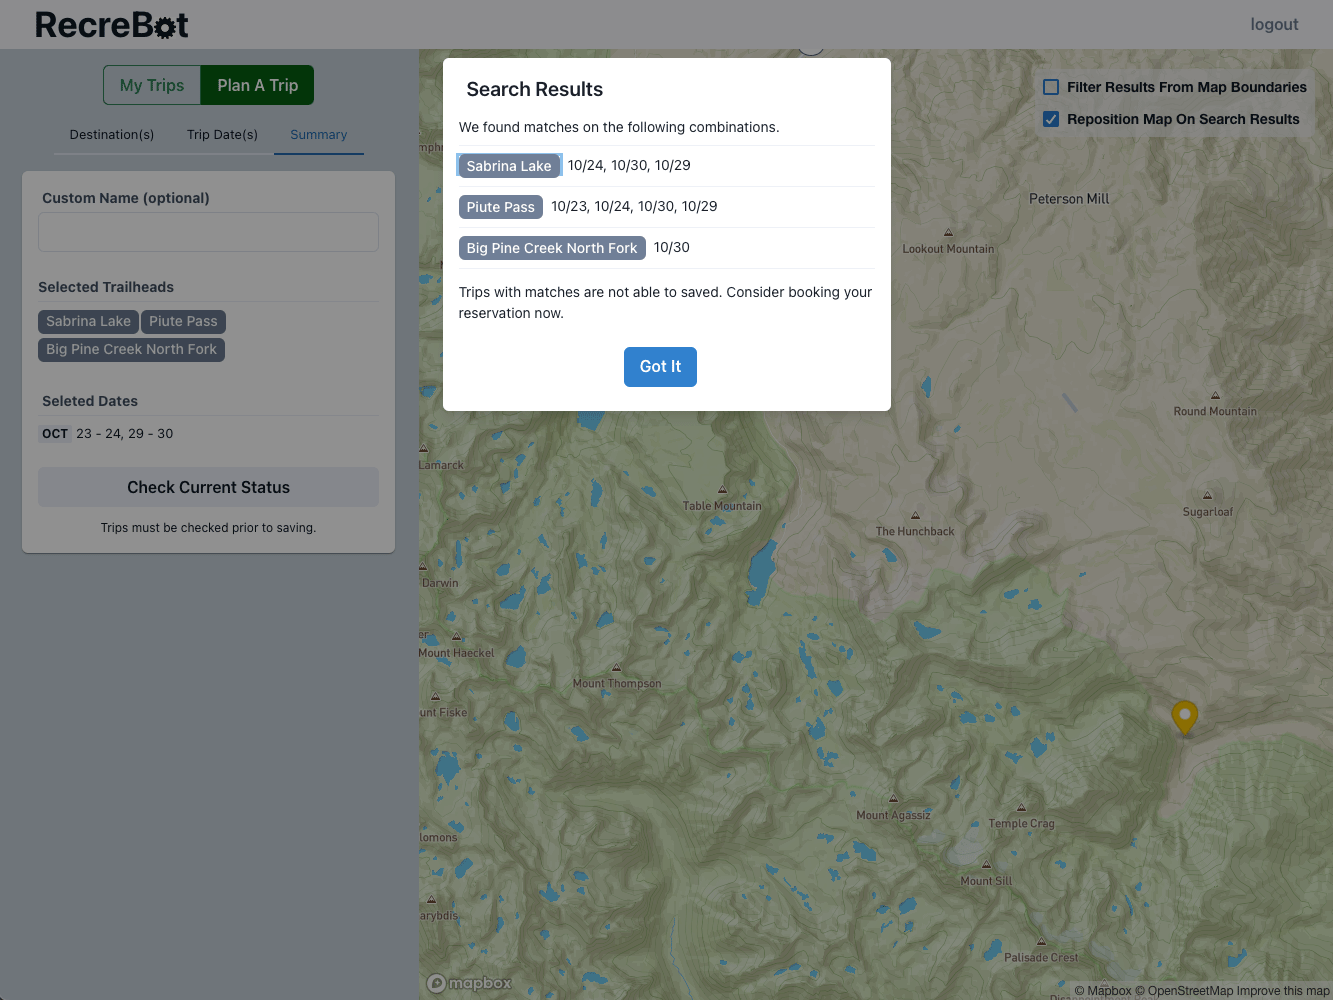 RecreBot
logout
My Trips
Plan A Trip
Destination(s)
Trip Date(s)
Summary
Custom Name (optional)
Selected Trailheads
Sabrina Lake
Piute Pass
Big Pine Creek North Fork
Seleted Dates
OCT 23 - 24, 29 - 30
Check Current Status
Trips must be checked prior to saving.
Search Results
We found matches on the following combinations.
Sabrina Lake 10/24, 10/30, 10/29
Piute Pass 10/23, 10/24, 10/30, 10/29
Big Pine Creek North Fork 10/30
Trips with matches are not able to saved. Consider booking your
reservation now.
Got It
Filter Results From Map Boundaries
Reposition Map On Search Results
Peterson Mill
Lookout Mountain
Round Mountain
Lamarck
Table Mountain
Sugarloaf
The Hunchback
Darwin
Mount Haeckel
Mount Thompson
unt Fiske
Mount Agassiz
Temple Crag
lomons
Mount Sill
arybdis
Palisade Crest
mapbox
© Mapbox © OpenStreetMap Improve this map